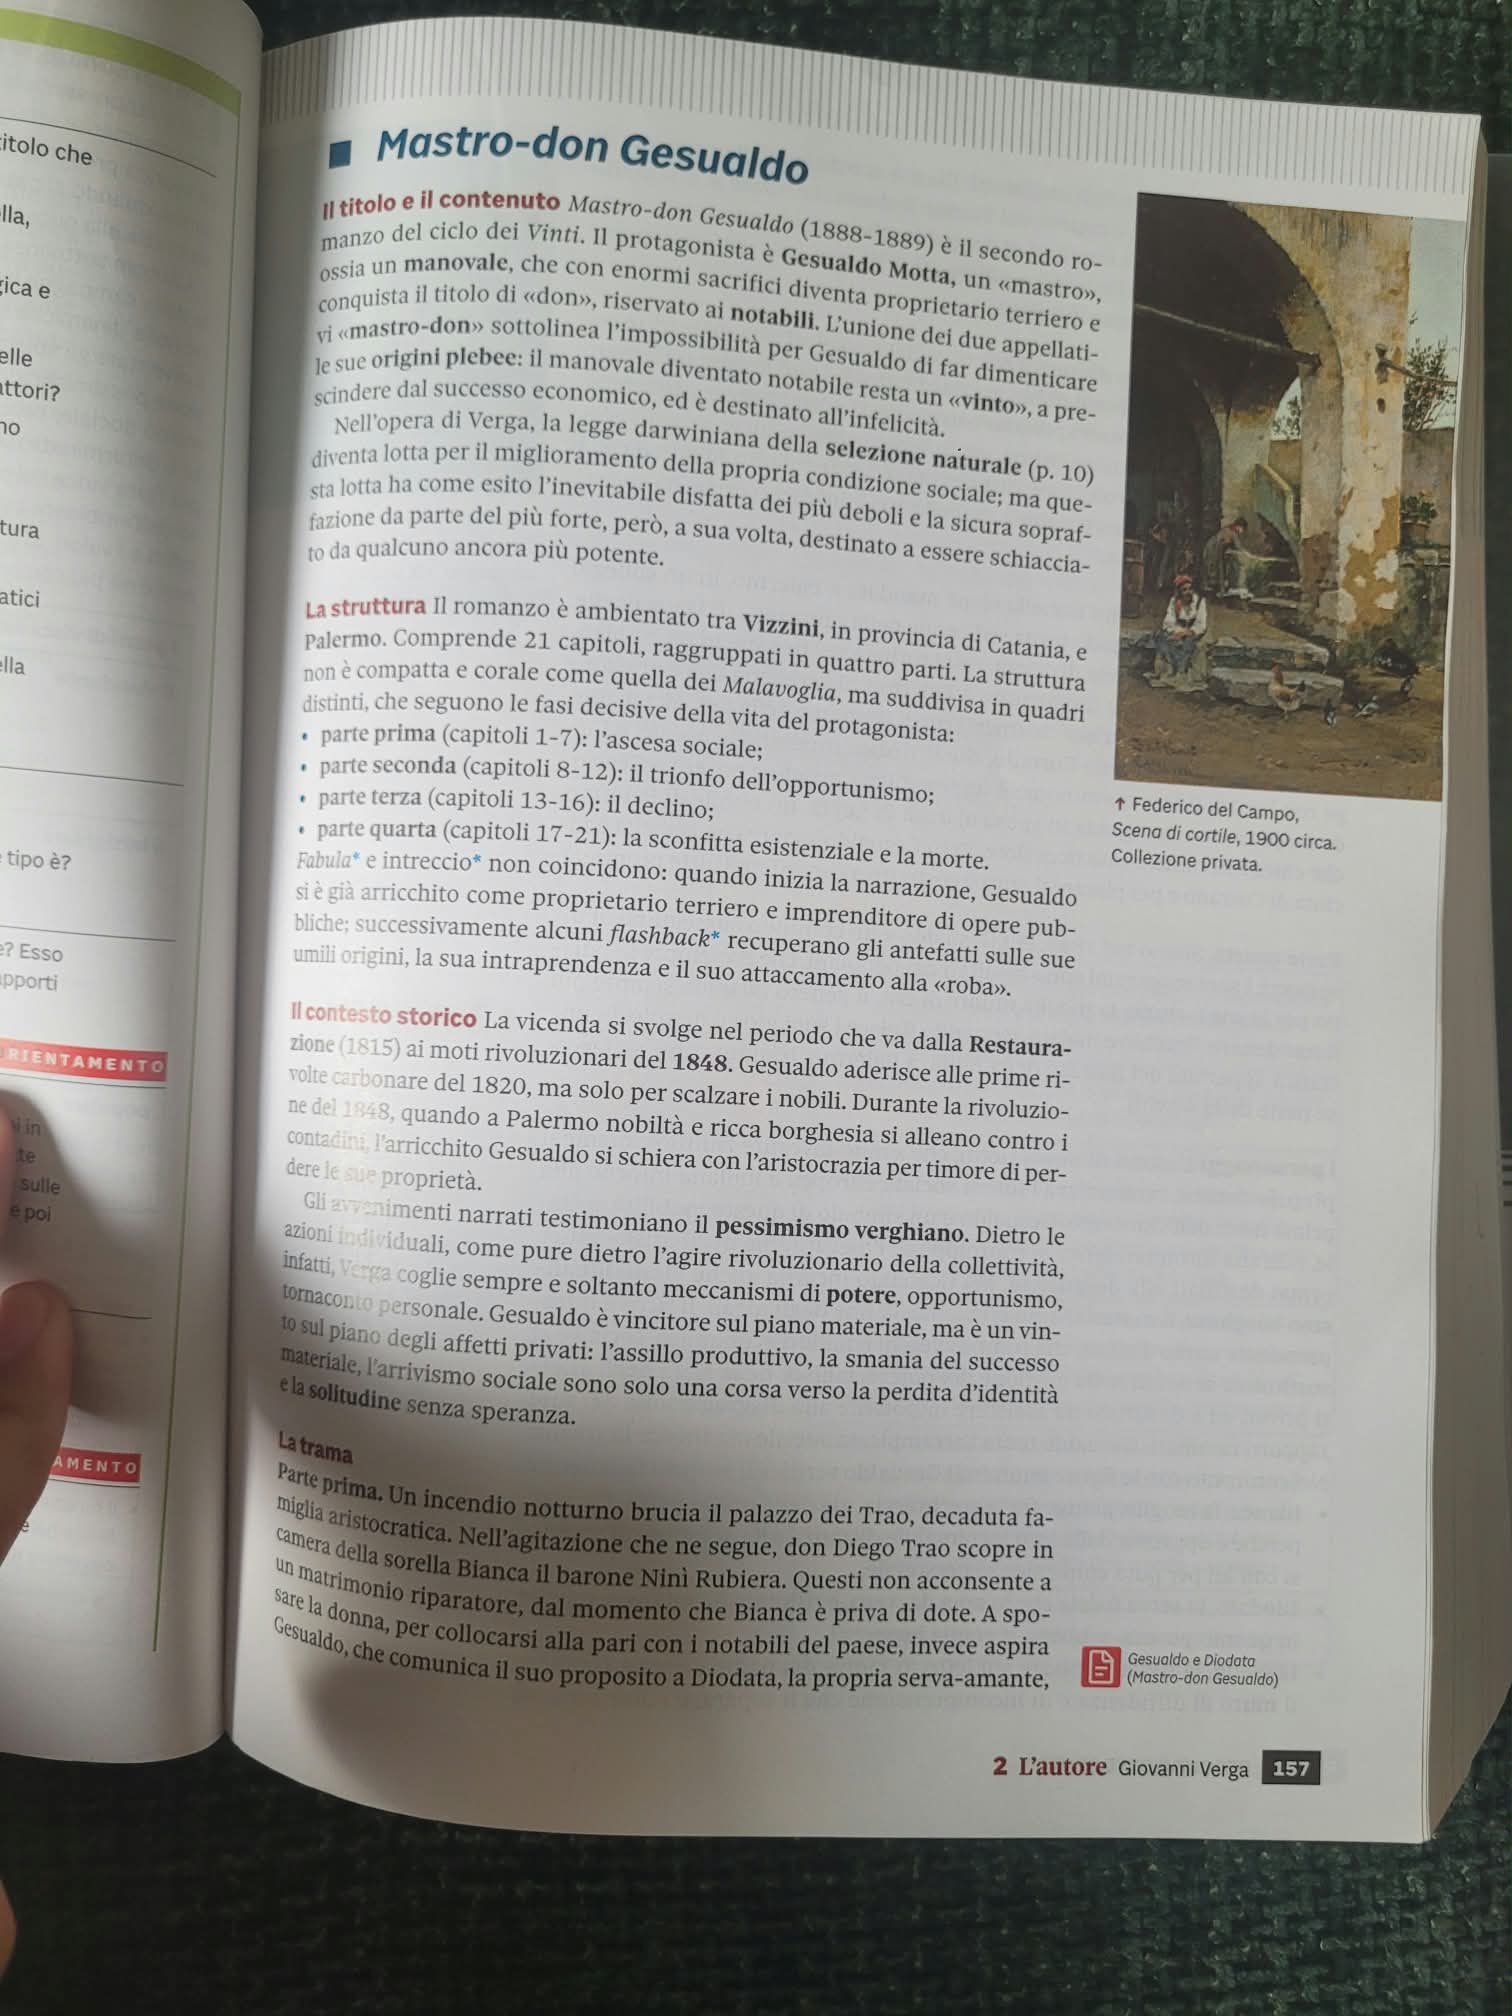 itolo che
lla,
gica e
elle
attori?
no
tura
atici
ella
tipo è?
e? Esso
apporti
RIENTAMENTO
in
te
sulle
e poi
AMENTO
e
Mastro-don Gesualdo
Il titolo e il contenuto Mastro-don Gesualdo (1888-1889) è il secondo ro-
manzo del ciclo dei Vinti. Il protagonista è Gesualdo Motta, un «mastro»,
ossia un manovale, che con enormi sacrifici diventa proprietario terriero e
conquista il titolo di «don», riservato ai notabili. L'unione dei due appellati-
vi «mastro-don» sottolinea l'impossibilità per Gesualdo di far dimenticare
le sue origini plebee: il manovale diventato notabile resta un «vinto», a pre-
scindere dal successo economico, ed è destinato all'infelicità.
Nell'opera di Verga, la legge darwiniana della selezione naturale (p. 10)
diventa lotta per il miglioramento della propria condizione sociale; ma que-
sta lotta ha come esito l'inevitabile disfatta dei più deboli e la sicura sopraf-
fazione da parte del più forte, però, a sua volta, destinato a essere schiaccia-
to da qualcuno ancora più potente.
La struttura Il romanzo è ambientato tra Vizzini, in provincia di Catania, e
Palermo. Comprende 21 capitoli, raggruppati in quattro parti. La struttura
non è compatta e corale come quella dei Malavoglia, ma suddivisa in quadri
distinti, che seguono le fasi decisive della vita del protagonista:
• parte prima (capitoli 1-7): l'ascesa sociale;
• parte seconda (capitoli 8-12): il trionfo dell'opportunismo;
• parte terza (capitoli 13-16): il declino;
• parte quarta (capitoli 17-21): la sconfitta esistenziale e la morte.
Fabula* e intreccio* non coincidono: quando inizia la narrazione, Gesualdo
si è già arricchito come proprietario terriero e imprenditore di opere pub-
bliche; successivamente alcuni flashback* recuperano gli antefatti sulle sue
umili origini, la sua intraprendenza e il suo attaccamento alla «roba».
Il contesto storico La vicenda si svolge nel periodo che va dalla Restaura-
zione (1815) ai moti rivoluzionari del 1848. Gesualdo aderisce alle prime ri-
volte carbonare del 1820, ma solo per scalzare i nobili. Durante la rivoluzio-
ne del 1848, quando a Palermo nobiltà e ricca borghesia si alleano contro i
contadini, l'arricchito Gesualdo si schiera con l'aristocrazia per timore di per-
dere le sue proprietà.
Gli avvenimenti narrati testimoniano il pessimismo verghiano. Dietro le
azioni individuali, come pure dietro l'agire rivoluzionario della collettività,
infatti, Verga coglie sempre e soltanto meccanismi di potere, opportunismo,
tornaconto personale. Gesualdo è vincitore sul piano materiale, ma è un vin-
to sul piano degli affetti privati: l'assillo produttivo, la smania del successo
materiale, l'arrivismo sociale sono solo una corsa verso la perdita d'identità
e la solitudine senza speranza.
La trama
Parte prima. Un incendio notturno brucia il palazzo dei Trao, decaduta fa-
miglia aristocratica. Nell'agitazione che ne segue, don Diego Trao scopre in
camera della sorella Bianca il barone Ninì Rubiera. Questi non acconsente a
un matrimonio riparatore, dal momento che Bianca è priva di dote. A spo-
sare la donna, per collocarsi alla pari con i notabili del paese, invece aspira
Gesualdo, che comunica il suo proposito a Diodata, la propria serva-amante,
↑ Federico del Campo,
Scena di cortile, 1900 circa.
Collezione privata.
Gesualdo e Diodata
(Mastro-don Gesualdo)
2 L'autore Giovanni Verga 157